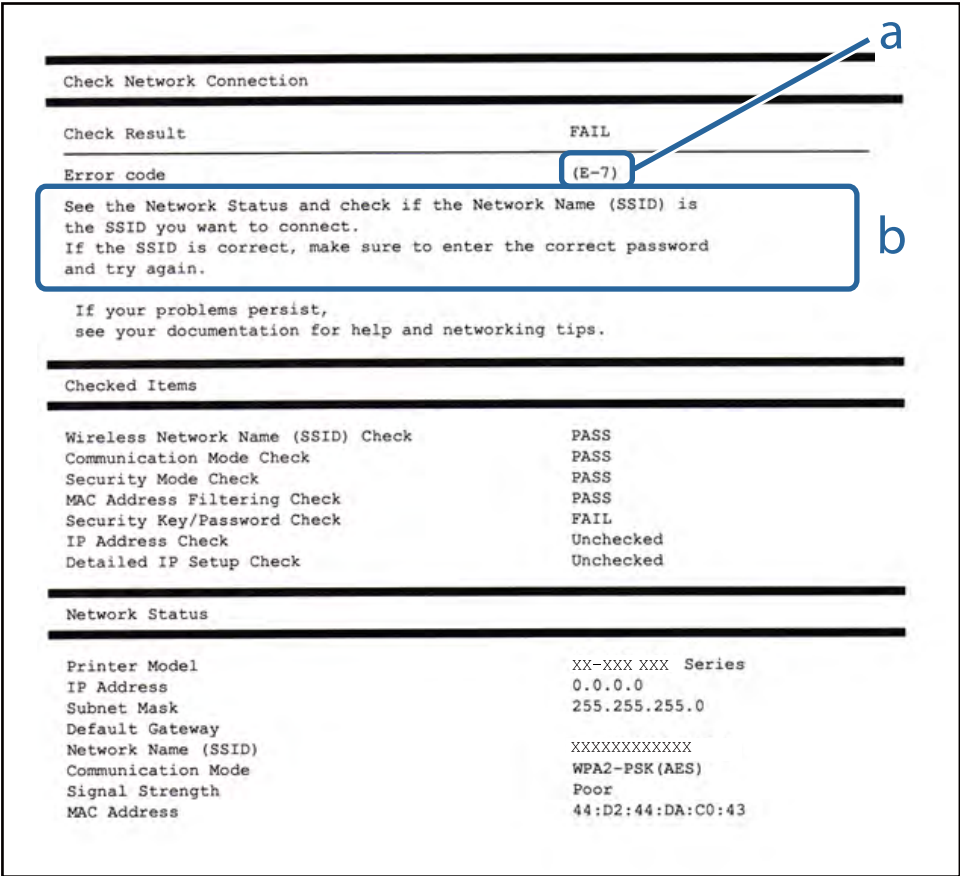 a
Check Network Connection
Check Result FAIL
Error code (E-7)
See the Network Status and check if the Network Name (SSID) is
the SSID you want to connect.
If the SSID is correct, make sure to enter the correct password
and try again.
b
If your problems persist,
see your documentation for help and networking tips.
Checked Items
Wireless Network Name (SSID) Check PASS
Communication Mode Check PASS
Security Mode Check PASS
MAC Address Filtering Check PASS
Security Key/Password Check FAIL
IP Address Check Unchecked
Detailed IP Setup Check Unchecked
Network Status
Printer Model XX-XXX XXX Series
IP Address 0.0.0.0
Subnet Mask 255.255.255.0
Default Gateway
Network Name (SSID) XXXXXXXXXXXX
Communication Mode WPA2-PSK(AES)
Signal Strength Poor
MAC Address 44:D2:44:DA:C0:43